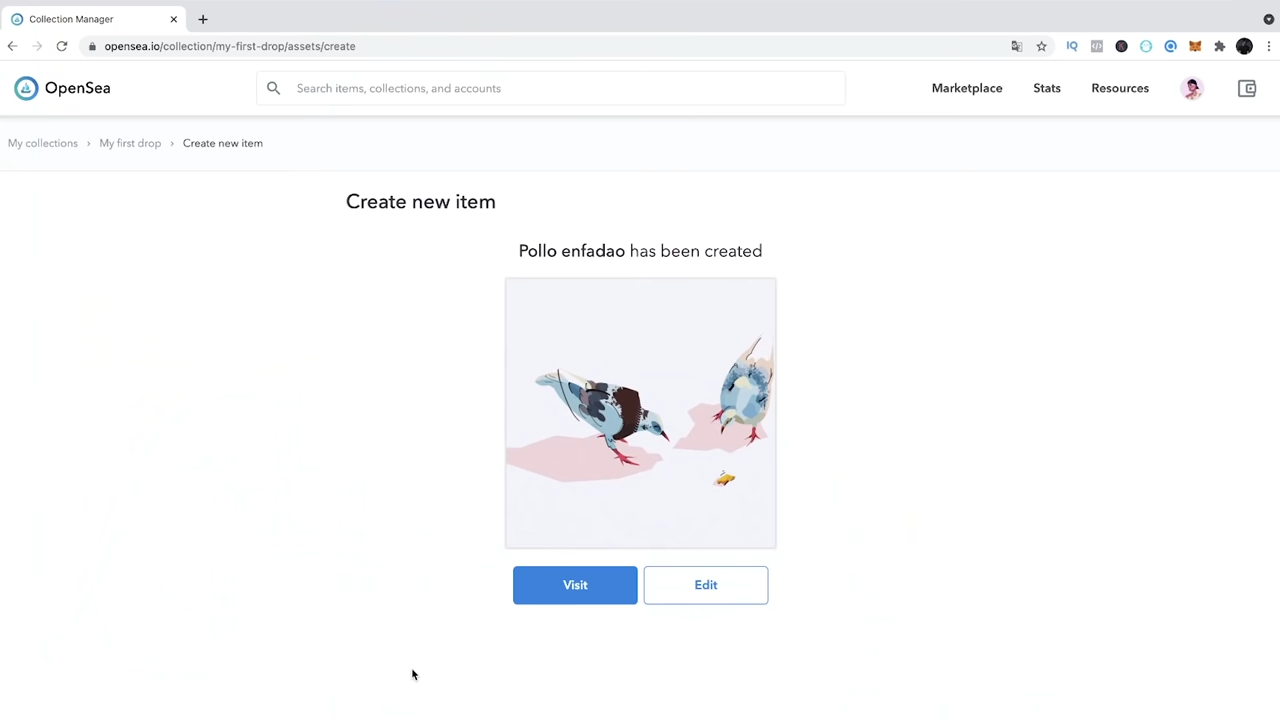 Collection Manager
opensea.io/collection/my-first-drop/assets/create
IQ
OpenSea
Search items, collections, and accounts
Marketplace
Stats
Resources
My collections › My first drop › Create new item
Create new item
Pollo enfadao has been created
Visit
Edit